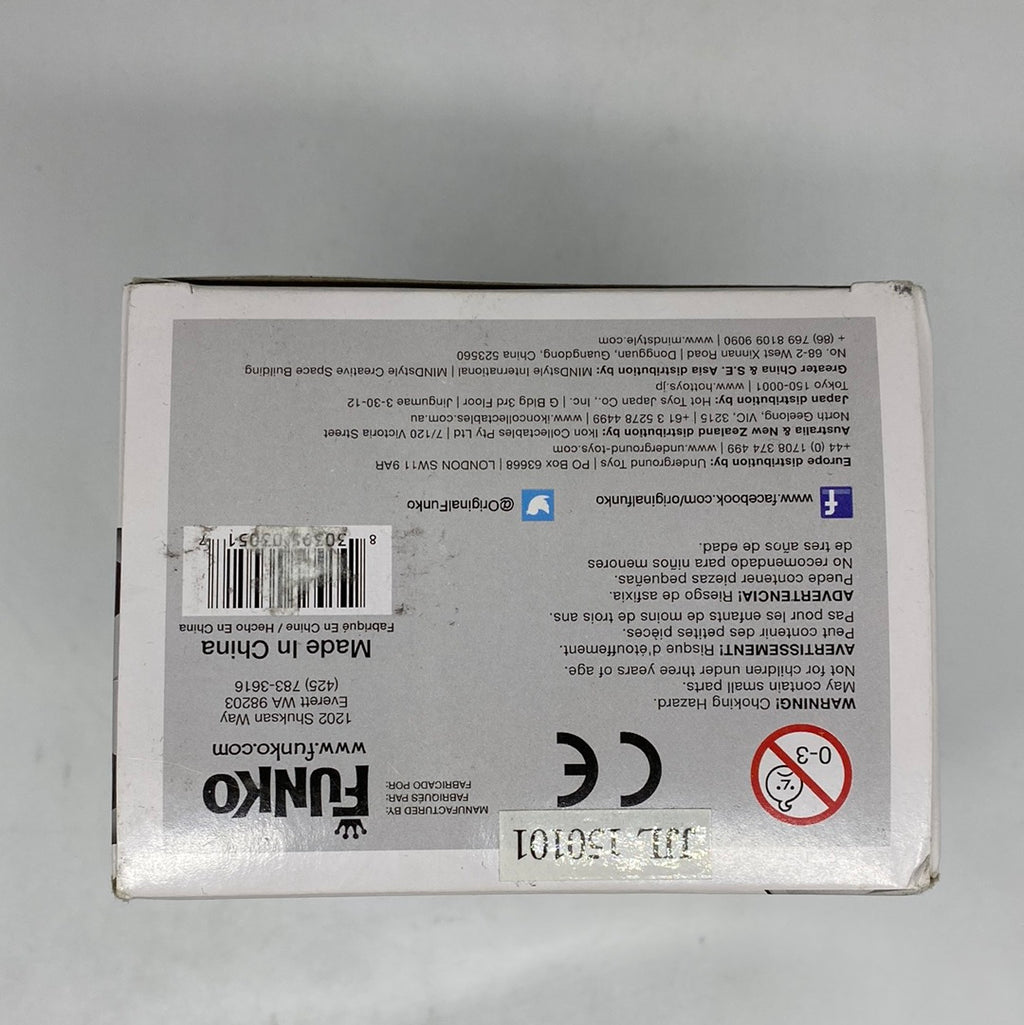 JJL 150101
MANUFACTURED BY:
FABRIQUÉS PAR:
FABRICADO POR:
FUNKO
www.funko.com
1202 Shuksan Way
Everett WA 98203
(425) 783-3616
Made In China
Fabriqué En Chine / Hecho En China
8 30395 03051 7
0-3
CE
WARNING! Choking Hazard.
May contain small parts.
Not for children under three years of age.
AVERTISSEMENT! Risque d'étouffement.
Peut contenir des petites pièces.
Pas pour les enfants de moins de trois ans.
ADVERTENCIA! Riesgo de asfixia.
Puede contener piezas pequeñas.
No recomendado para niños menores
de tres años de edad.
www.facebook.com/originalfunko
@OriginalFunko
Europe distribution by: Underground Toys | PO Box 63668 | LONDON SW11 9AR
+44 (0) 1708 374 499 | www.underground-toys.com
Australia & New Zealand distribution by: Ikon Collectables Pty Ltd | 7/120 Victoria Street
North Geelong, VIC, 3215 | +61 3 5278 4499 | www.ikoncollectables.com.au
Japan distribution by: Hot Toys Japan Co., Inc. | G Bldg 3rd Floor | Jingumae 3-30-12
Tokyo 150-0001 | www.hottoys.jp
Greater China & S.E. Asia distribution by: MINDstyle International | MINDstyle Creative Space Building
No. 68-2-8 West Xinnan Road | Dongguan, Guangdong, China 523560
+ (86) 769 8109 9090 | www.mindstyle.com